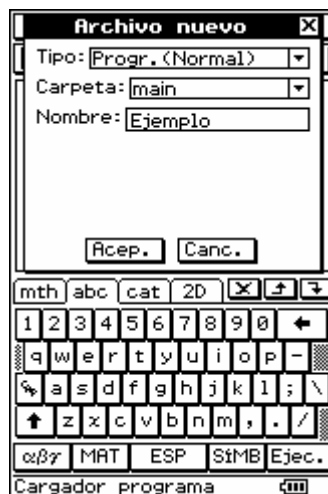 Archivo nuevo
Tipo: Progr.(Normal)
Carpeta: main
Nombre: Ejemplo
Acep. Canc.
mth abc cat 2D
1 2 3 4 5 6 7 8 9 0
q w e r t y u i o p -
a s d f g h j k l ; \
z x c v b n m , . /
αβγ MAT ESP SíMB Ejec.
Cargador programa